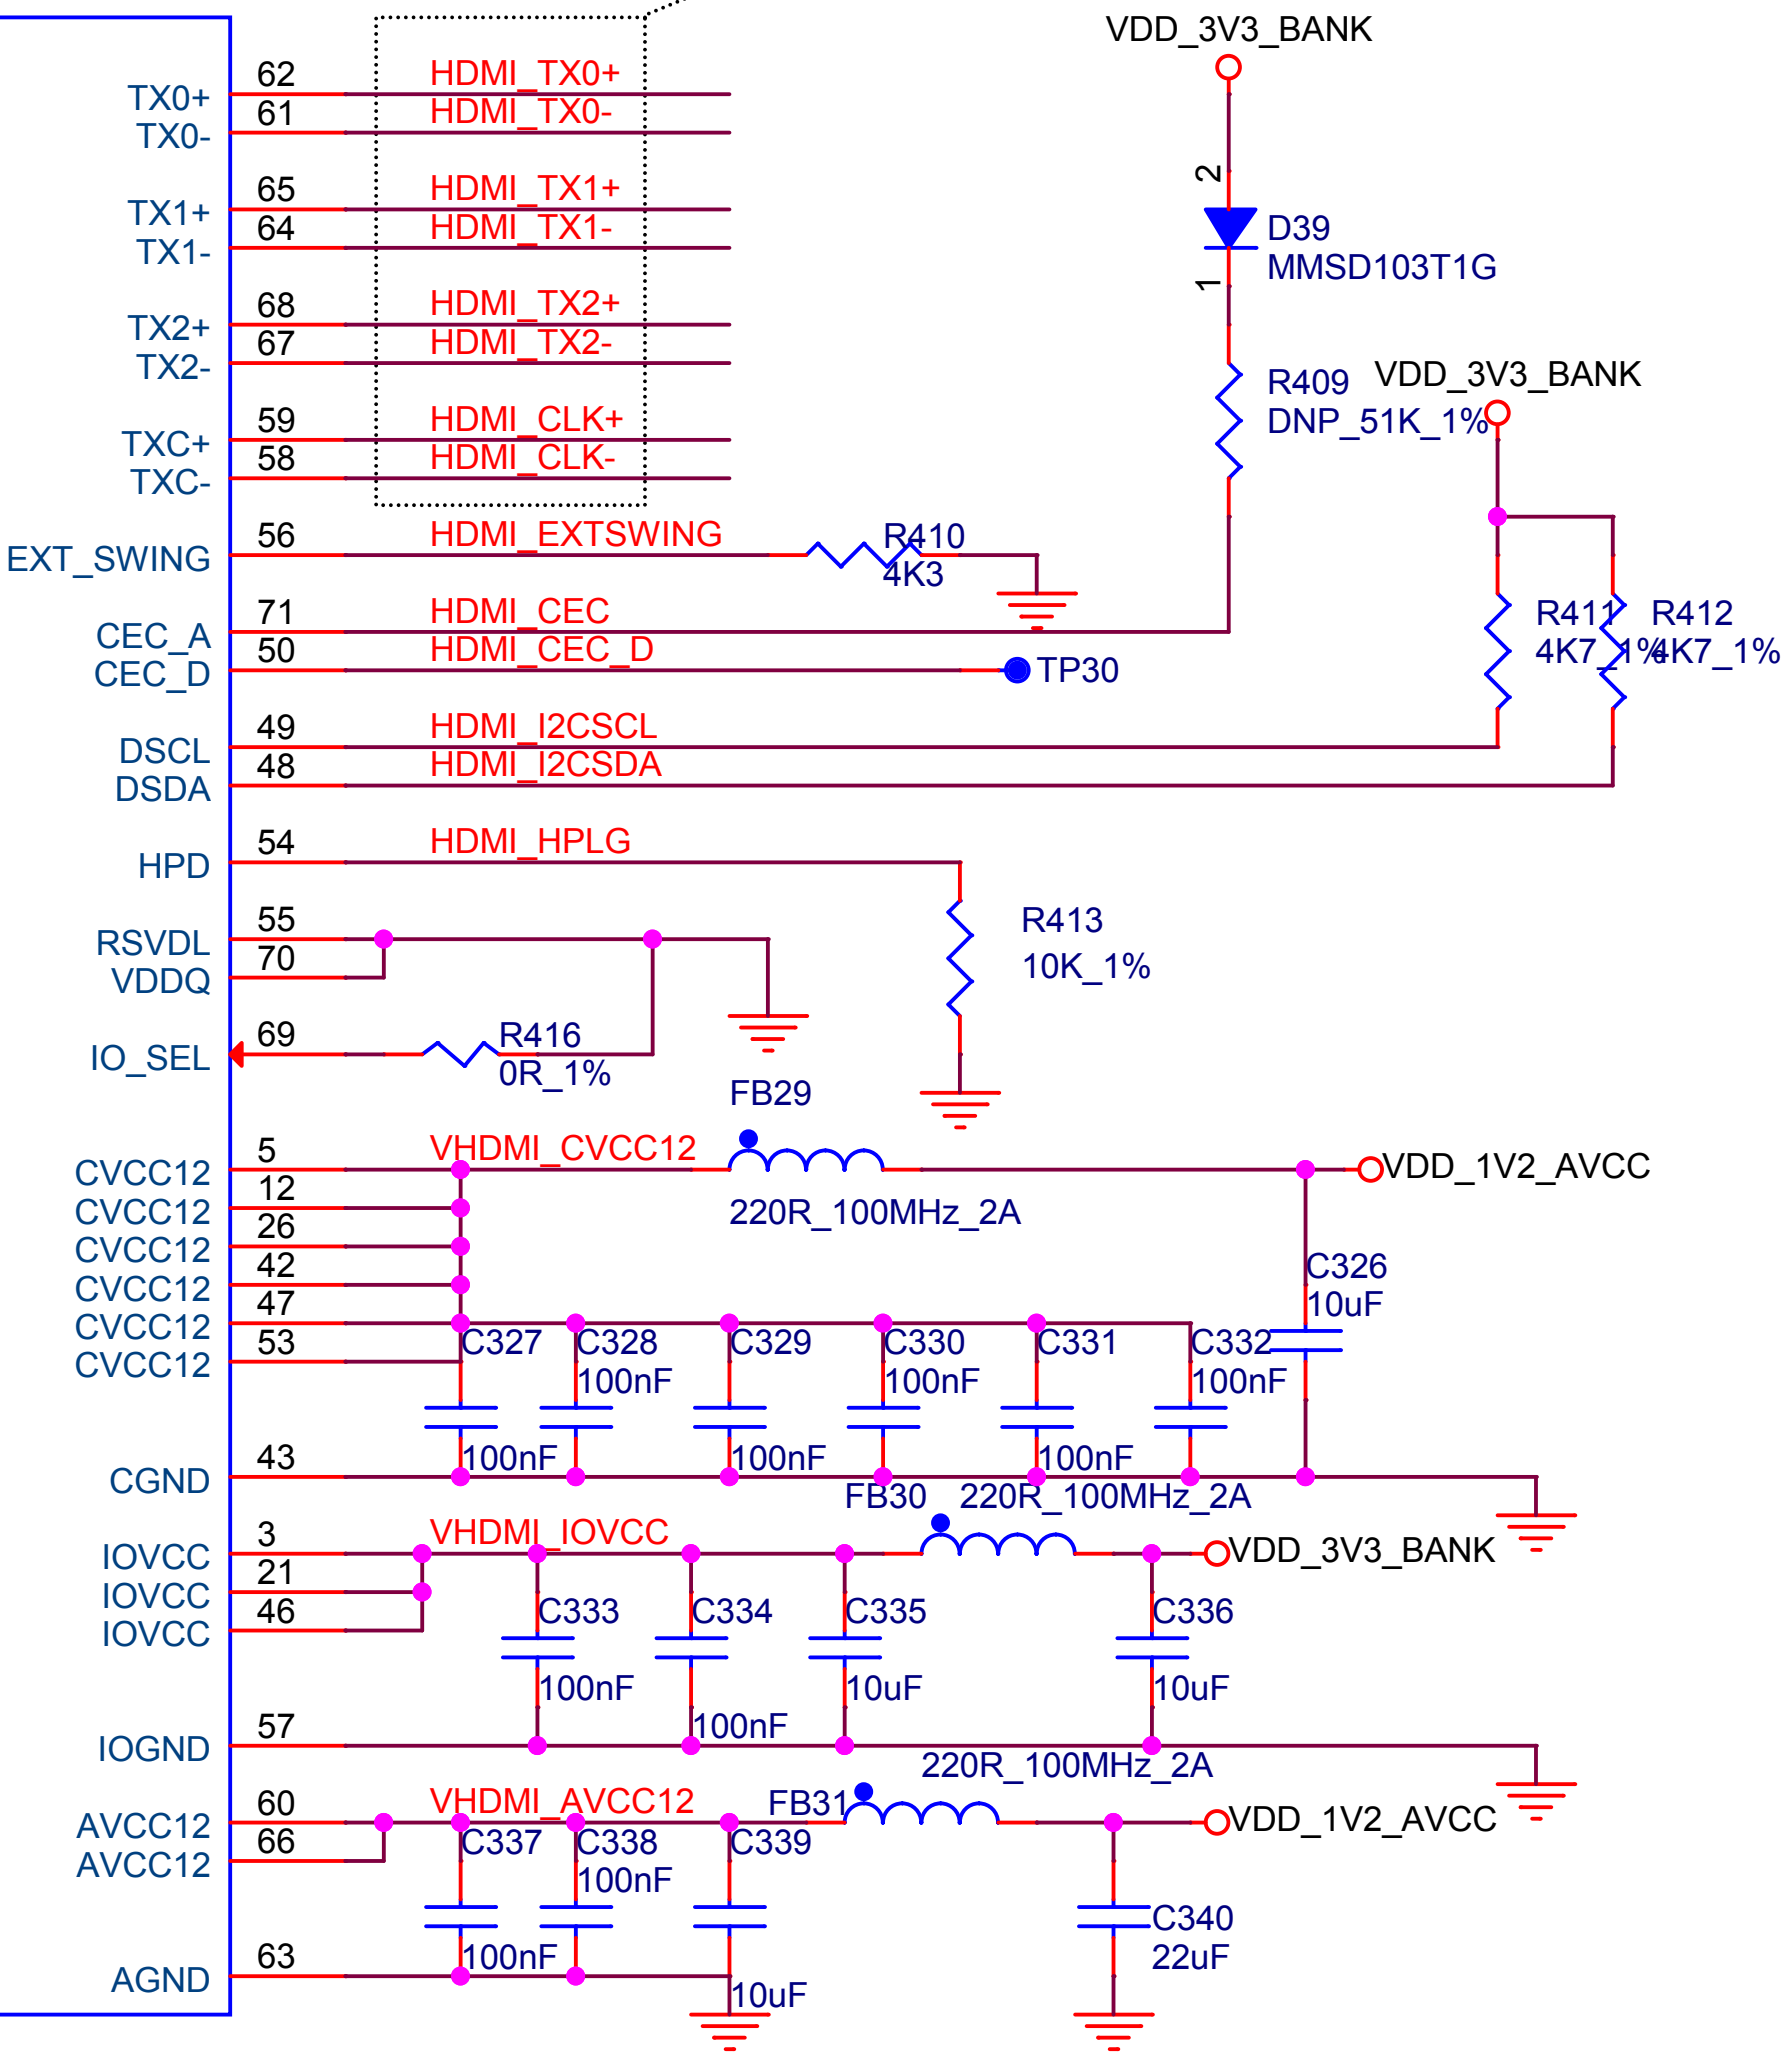 VDD_3V3_BANK
TX0+ 62 HDMI_TX0+
TX0- 61 HDMI_TX0-
2
TX1+ 65 HDMI_TX1+
TX1- 64 HDMI_TX1-
D39
MMSD103T1G
1
TX2+ 68 HDMI_TX2+
TX2- 67 HDMI_TX2-
R409
DNP_51K_1%
VDD_3V3_BANK
TXC+ 59 HDMI_CLK+
TXC- 58 HDMI_CLK-
EXT_SWING 56 HDMI_EXTSWING
R410
4K3
CEC_A 71 HDMI_CEC
CEC_D 50 HDMI_CEC_D
TP30
R411
4K7_1%
R412
4K7_1%
DSCL 49 HDMI_I2CSCL
DSDA 48 HDMI_I2CSDA
HPD 54 HDMI_HPLG
R413
10K_1%
RSVDL 55
VDDQ 70
IO_SEL 69
R416
0R_1%
FB29
220R_100MHz_2A
CVCC12 5 VHDMI_CVCC12
VDD_1V2_AVCC
CVCC12 12
CVCC12 26
CVCC12 42
CVCC12 47
CVCC12 53
C326
10uF
C327
100nF
C328
100nF
C329
100nF
C330
100nF
C331
100nF
C332
100nF
CGND 43
FB30 220R_100MHz_2A
IOVCC 3 VHDMI_IOVCC
VDD_3V3_BANK
IOVCC 21
IOVCC 46
C333
100nF
C334
100nF
C335
10uF
C336
10uF
IOGND 57
220R_100MHz_2A
FB31
AVCC12 60 VHDMI_AVCC12
VDD_1V2_AVCC
AVCC12 66
C337
100nF
C338
100nF
C339
10uF
C340
22uF
AGND 63